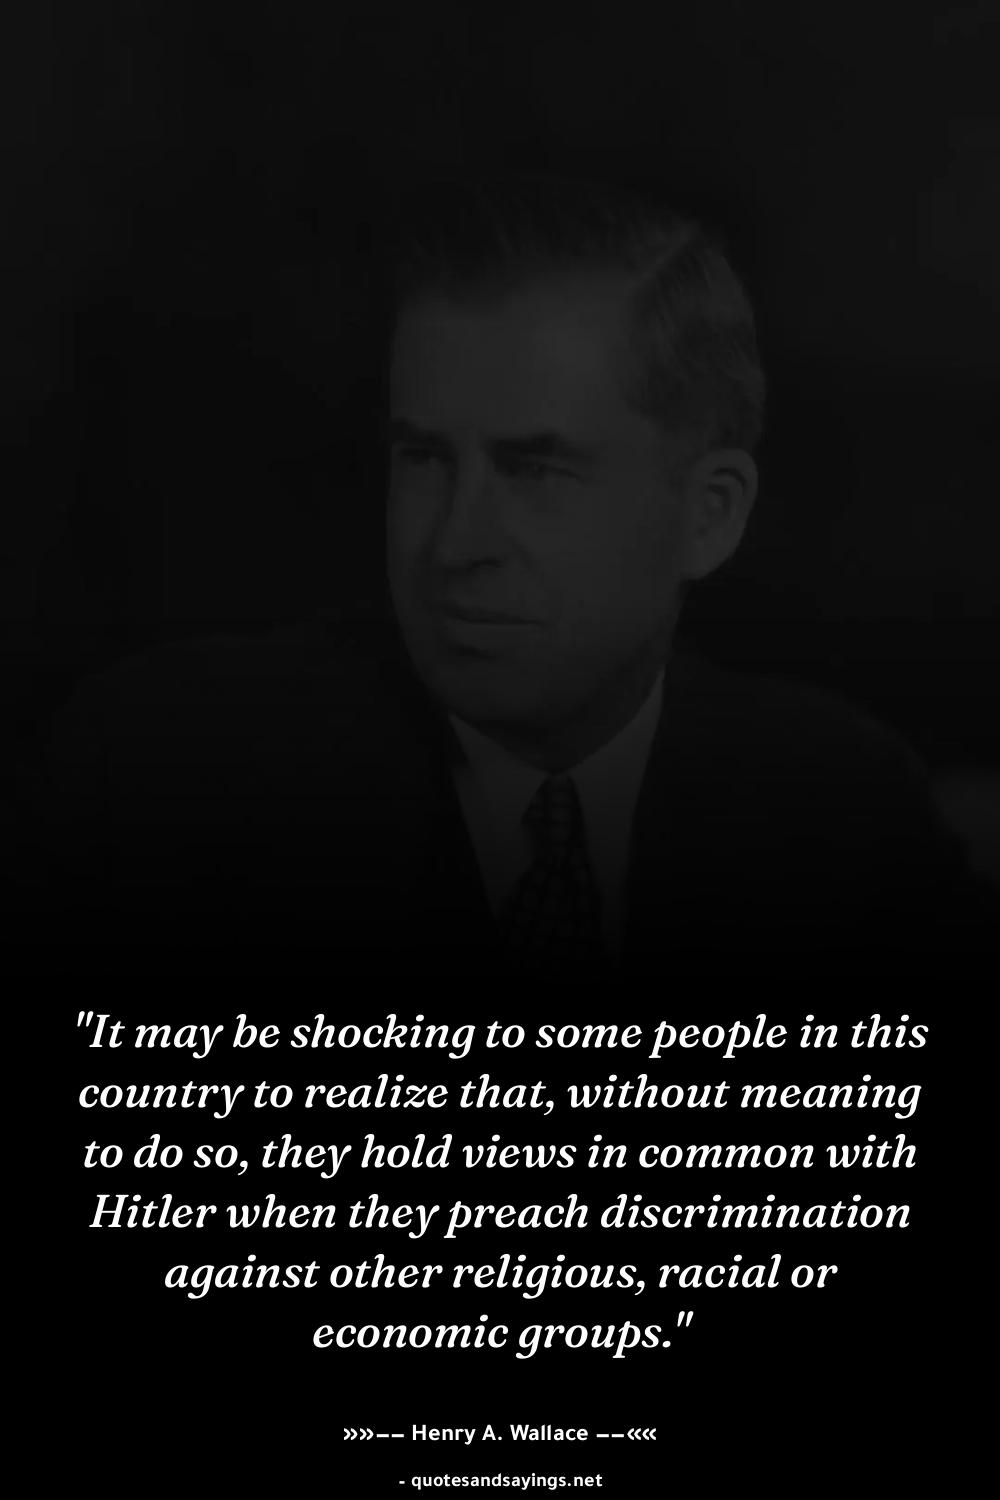 "It may be shocking to some people in this
country to realize that, without meaning
to do so, they hold views in common with
Hitler when they preach discrimination
against other religious, racial or
economic groups."
»»−− Henry A. Wallace −−««
- quotesandsayings.net